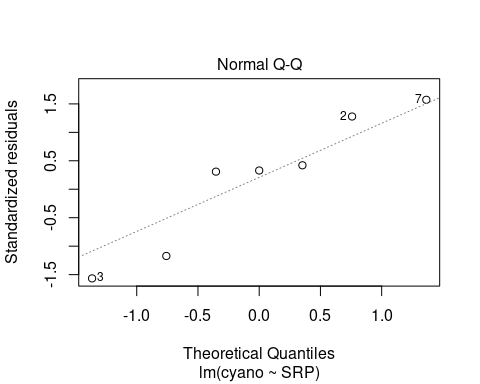 Normal Q-Q
Standardized residuals
1.5
0.5
-0.5
-1.5
7
2
3
-1.0 -0.5 0.0 0.5 1.0
Theoretical Quantiles
lm(cyano ~ SRP)